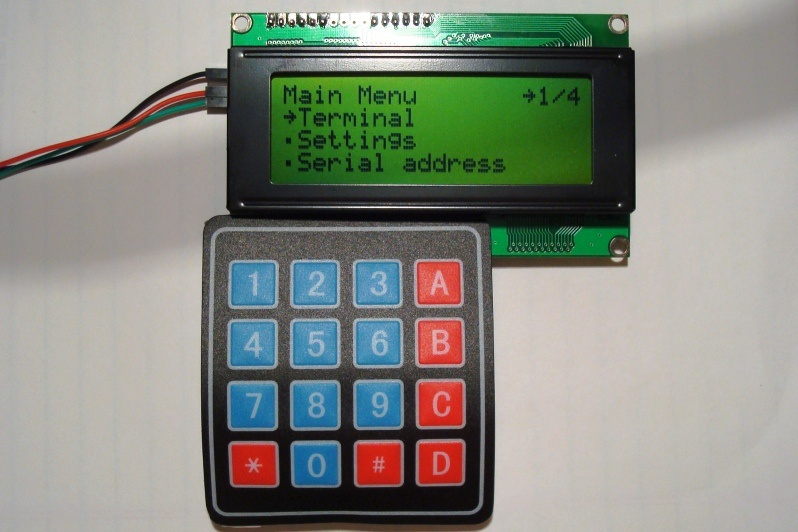 Main Menu →1/4
→Terminal
▪Settings
▪Serial address
1 2 3 A
4 5 6 B
7 8 9 C
* 0 # D